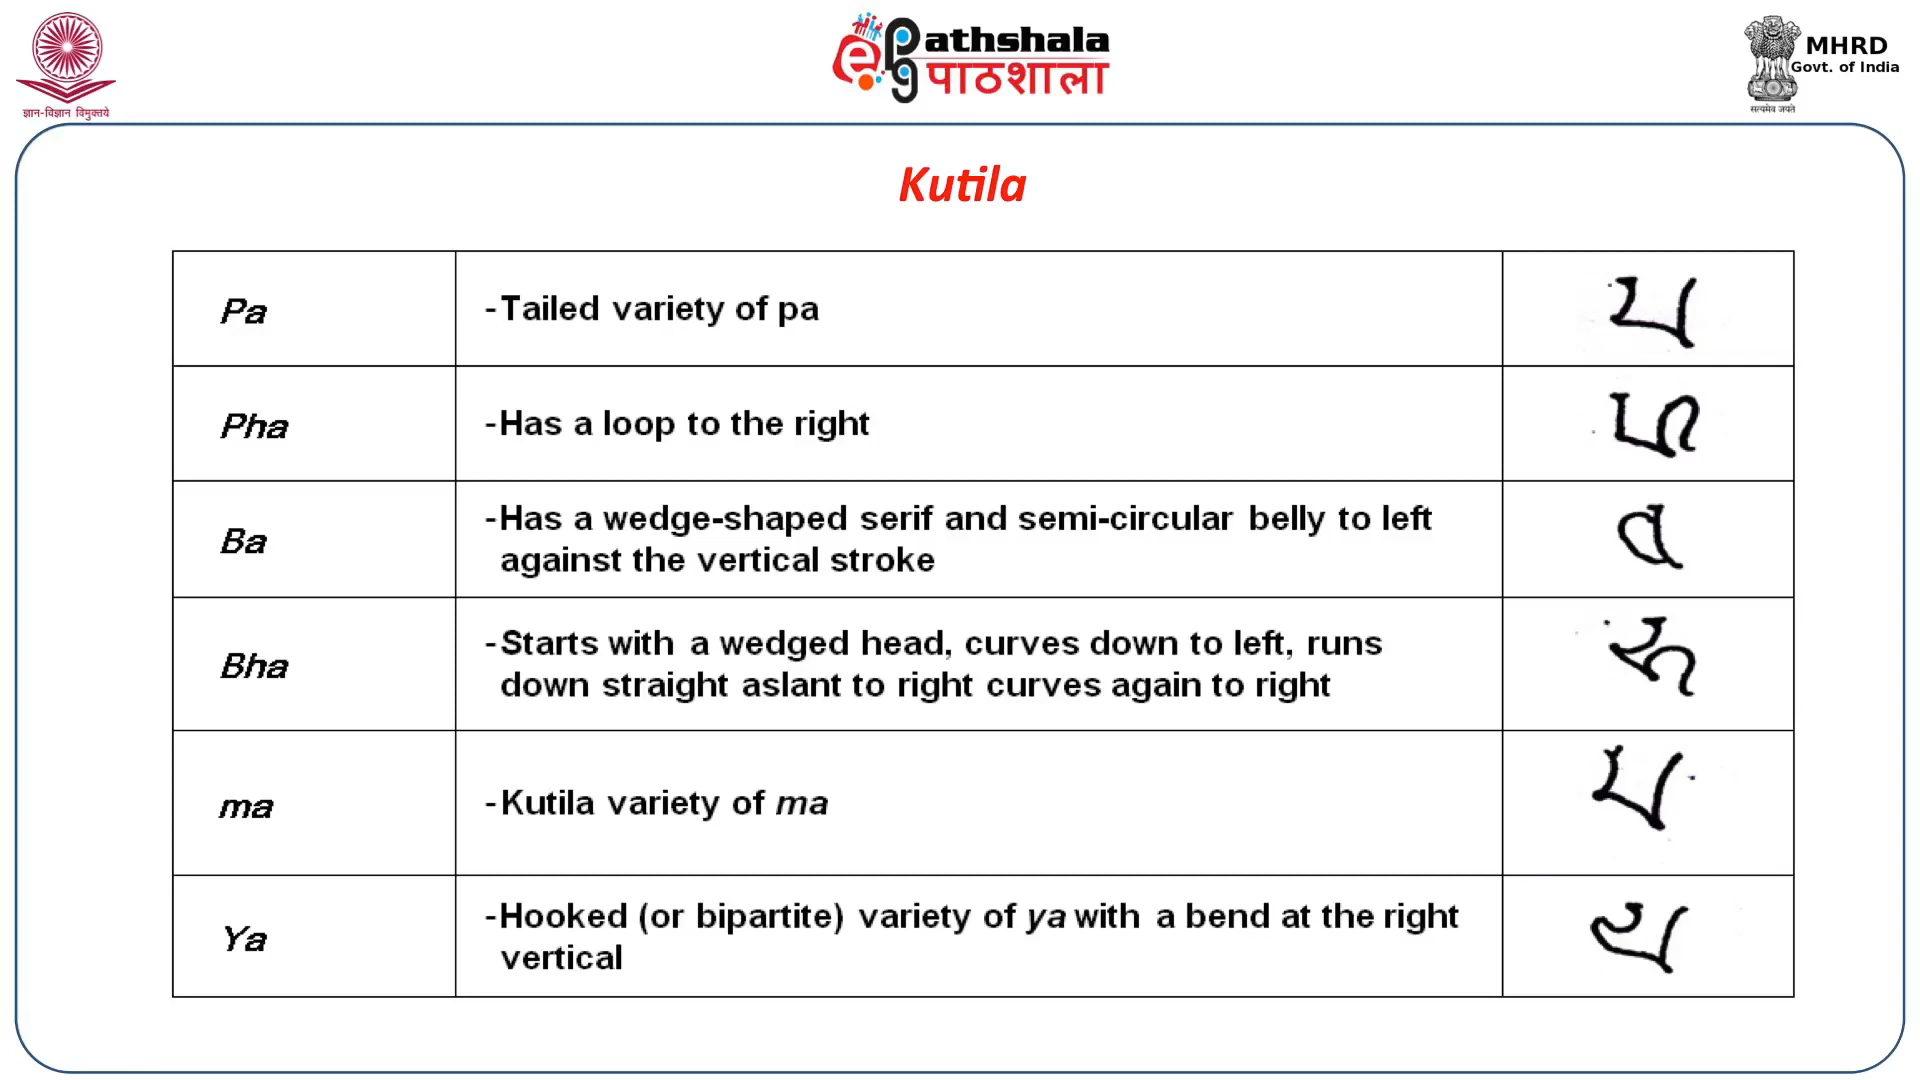 ज्ञान-विज्ञान विमुक्तये
ePathshala
पाठशाला
MHRD
Govt. of India
सत्यमेव जयते
Kutila
Pa
-Tailed variety of pa
Pha
-Has a loop to the right
Ba
-Has a wedge-shaped serif and semi-circular belly to left
against the vertical stroke
Bha
-Starts with a wedged head, curves down to left, runs
down straight aslant to right curves again to right
ma
-Kutila variety of ma
Ya
-Hooked (or bipartite) variety of ya with a bend at the right
vertical